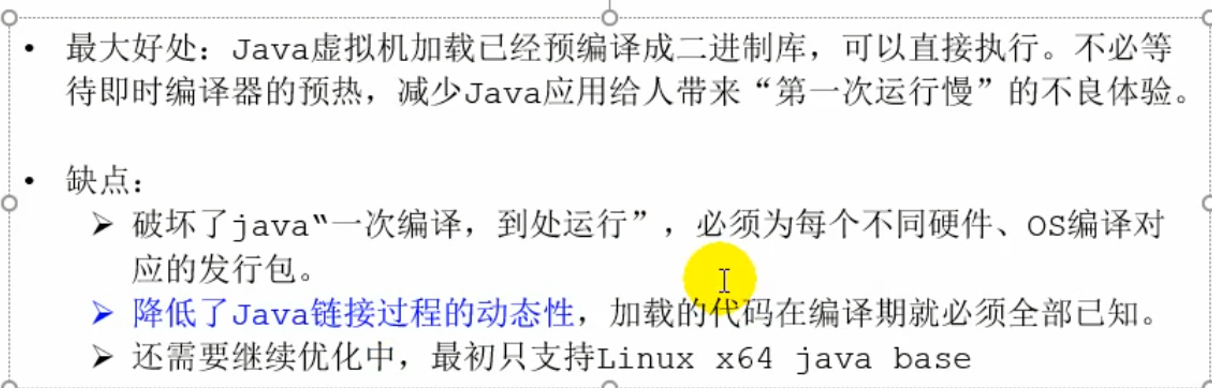 • 最大好处：Java虚拟机加载已经预编译成二进制库，可以直接执行。不必等
待即时编译器的预热，减少Java应用给人带来“第一次运行慢”的不良体验。
• 缺点：
➢ 破坏了java“一次编译，到处运行”，必须为每个不同硬件、OS编译对
应的发行包。
➢ 降低了Java链接过程的动态性，加载的代码在编译期就必须全部已知。
➢ 还需要继续优化中，最初只支持Linux x64 java base